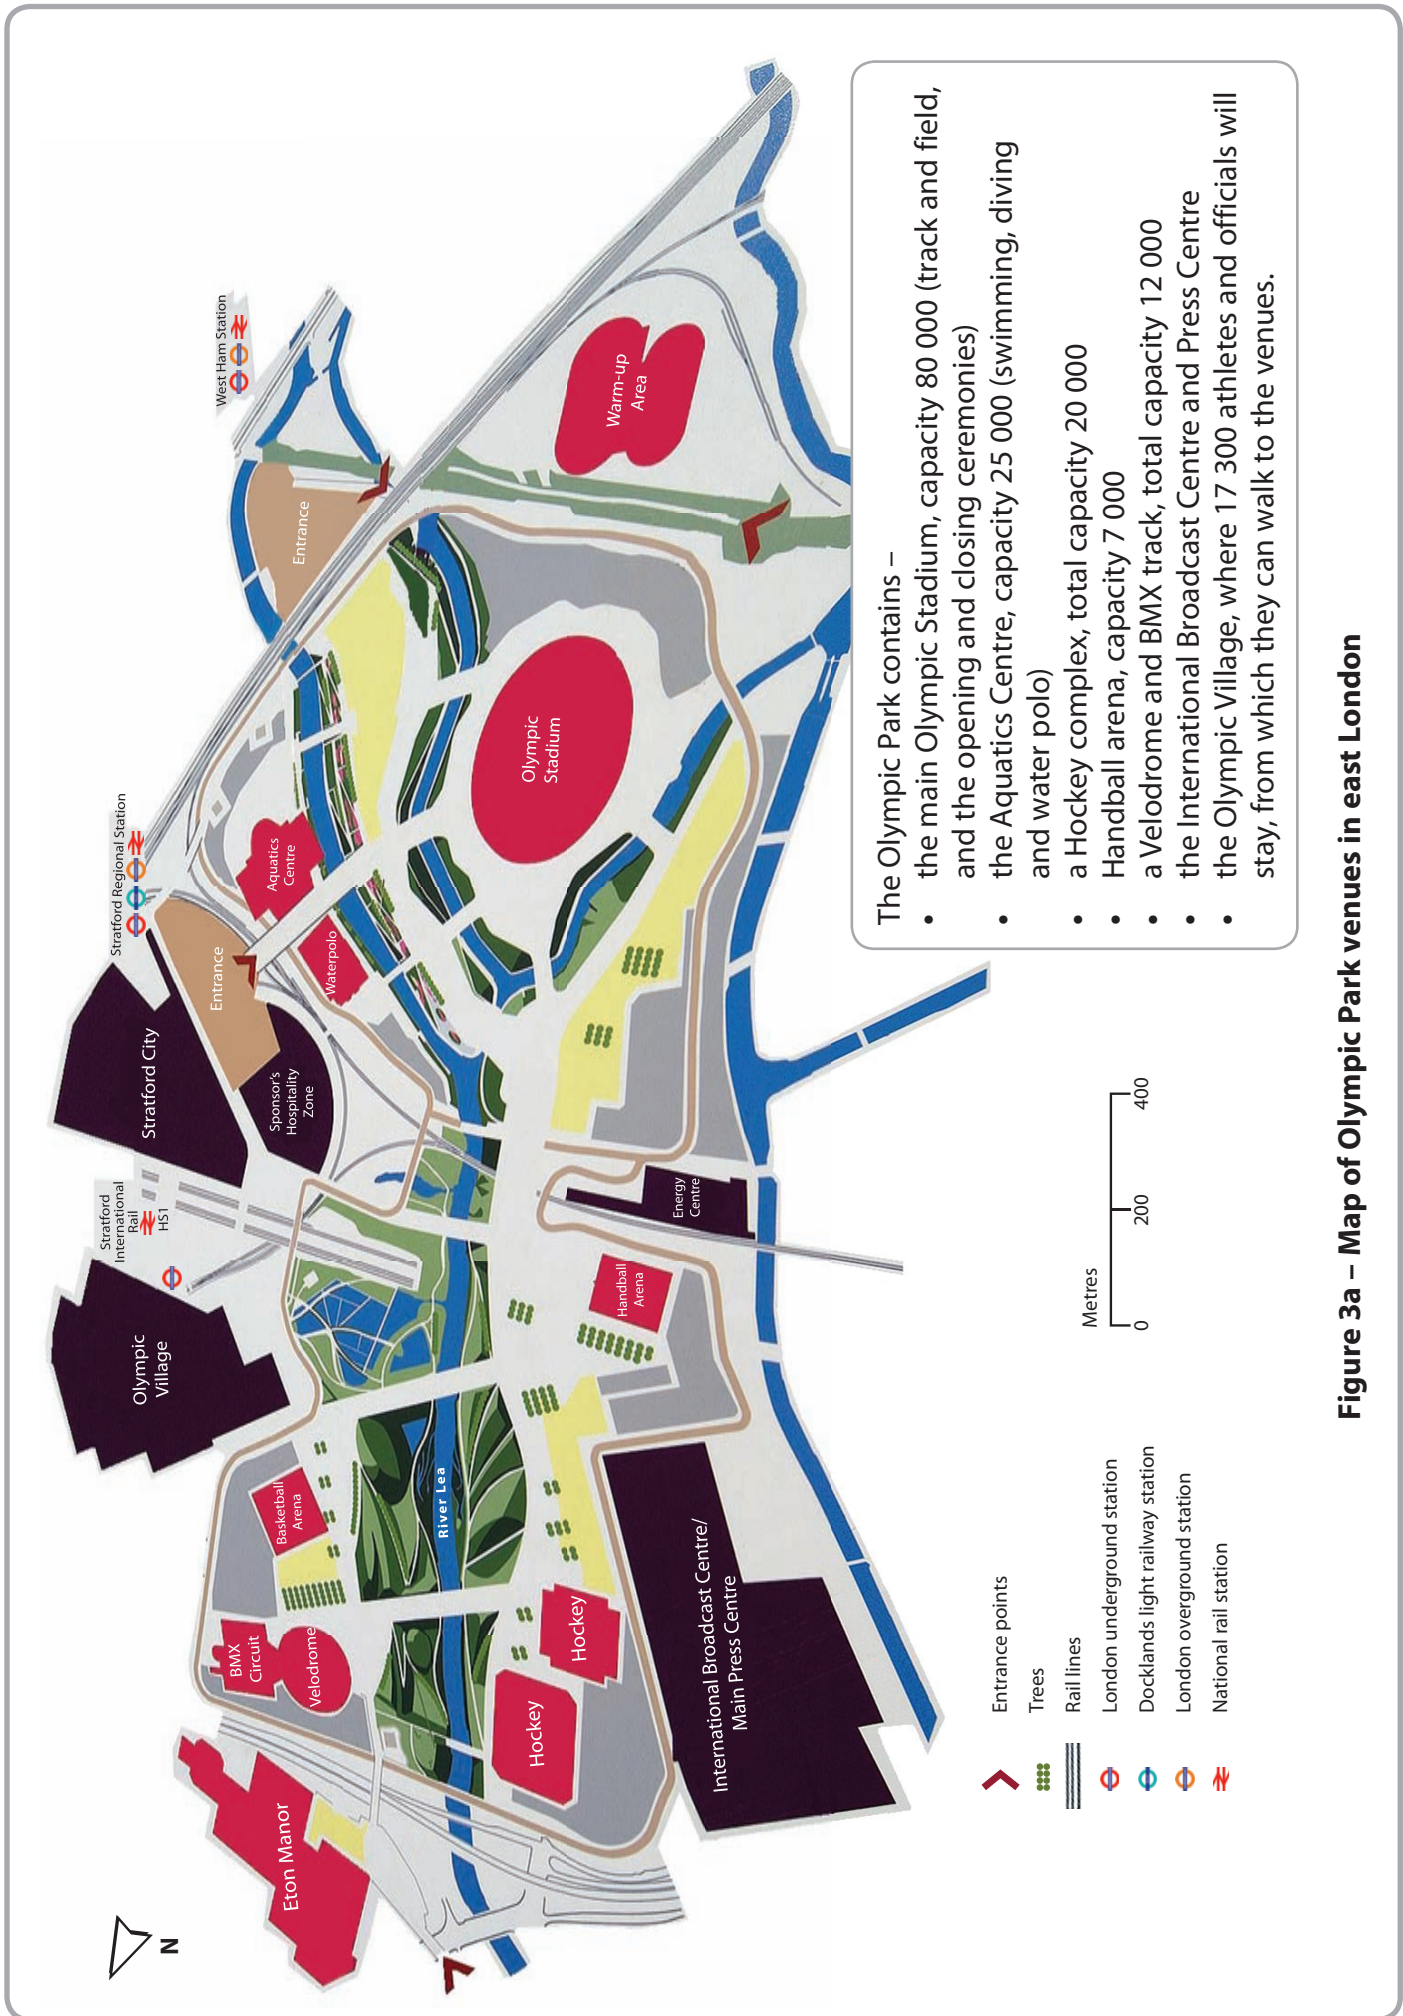 N
Eton Manor
BMX
Circuit
Velodrome
Basketball
Arena
Olympic
Village
Stratford
International
Rail
HS1
Stratford City
Sponsor's
Hospitality
Zone
Entrance
Stratford Regional Station
Waterpolo
Aquatics
Centre
Entrance
West Ham Station
River Lea
Hockey
Hockey
Handball
Arena
Energy
Centre
Olympic
Stadium
Warm-up
Area
International Broadcast Centre/
Main Press Centre
Entrance points
Trees
Rail lines
London underground station
Docklands light railway station
London overground station
National rail station
Metres
0
200
400
The Olympic Park contains –
• the main Olympic Stadium, capacity 80 000 (track and field,
and the opening and closing ceremonies)
• the Aquatics Centre, capacity 25 000 (swimming, diving
and water polo)
• a Hockey complex, total capacity 20 000
• Handball arena, capacity 7 000
• a Velodrome and BMX track, total capacity 12 000
• the International Broadcast Centre and Press Centre
• the Olympic Village, where 17 300 athletes and officials will
stay, from which they can walk to the venues.
Figure 3a – Map of Olympic Park venues in east London